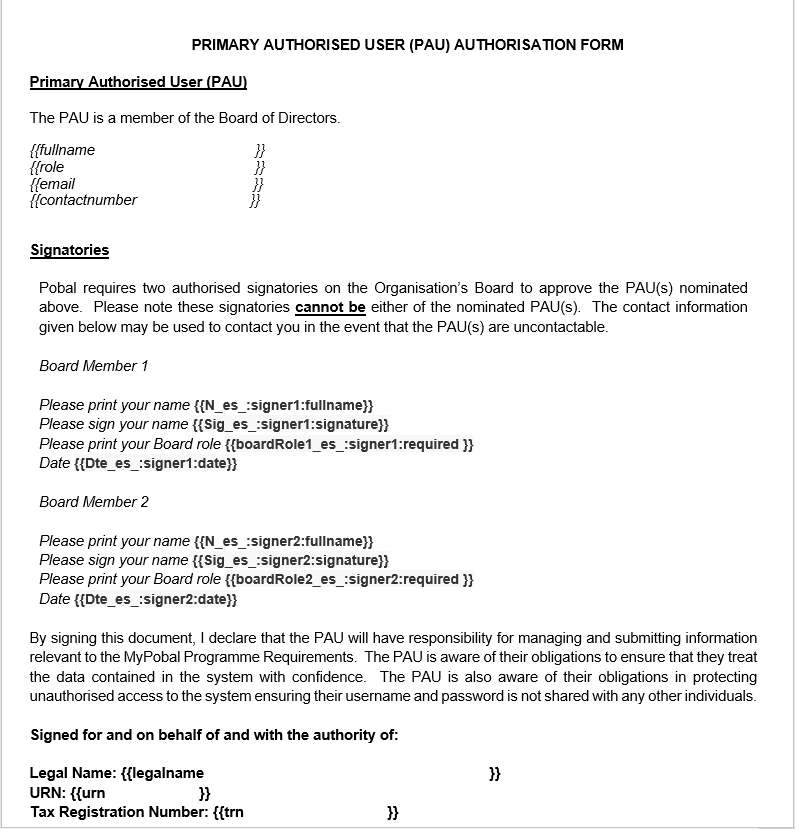 PRIMARY AUTHORISED USER (PAU) AUTHORISATION FORM
Primary Authorised User (PAU)
The PAU is a member of the Board of Directors.
{{fullname }}
{{role }}
{{email }}
{{contactnumber }}
Signatories
Pobal requires two authorised signatories on the Organisation's Board to approve the PAU(s) nominated
above. Please note these signatories cannot be either of the nominated PAU(s). The contact information
given below may be used to contact you in the event that the PAU(s) are uncontactable.
Board Member 1
Please print your name {{N_es_:signer1:fullname}}
Please sign your name {{Sig_es_:signer1:signature}}
Please print your Board role {{boardRole1_es_:signer1:required }}
Date {{Dte_es_:signer1:date}}
Board Member 2
Please print your name {{N_es_:signer2:fullname}}
Please sign your name {{Sig_es_:signer2:signature}}
Please print your Board role {{boardRole2_es_:signer2:required }}
Date {{Dte_es_:signer2:date}}
By signing this document, I declare that the PAU will have responsibility for managing and submitting information
relevant to the MyPobal Programme Requirements. The PAU is aware of their obligations to ensure that they treat
the data contained in the system with confidence. The PAU is also aware of their obligations in protecting
unauthorised access to the system ensuring their username and password is not shared with any other individuals.
Signed for and on behalf of and with the authority of:
Legal Name: {{legalname }}
URN: {{urn }}
Tax Registration Number: {{trn }}